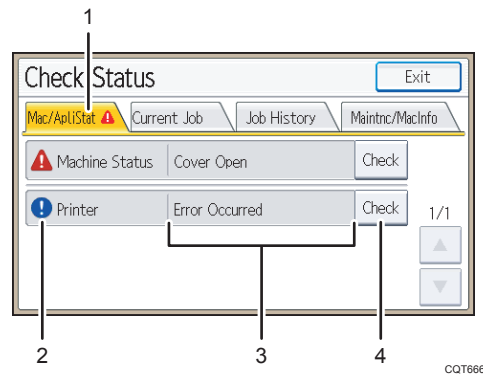 1
Check Status
Exit
Mac/ApliStat
Current Job
Job History
Maintnc/MacInfo
Machine Status
Cover Open
Check
Printer
Error Occurred
Check
1/1
2
3
4
CQT666